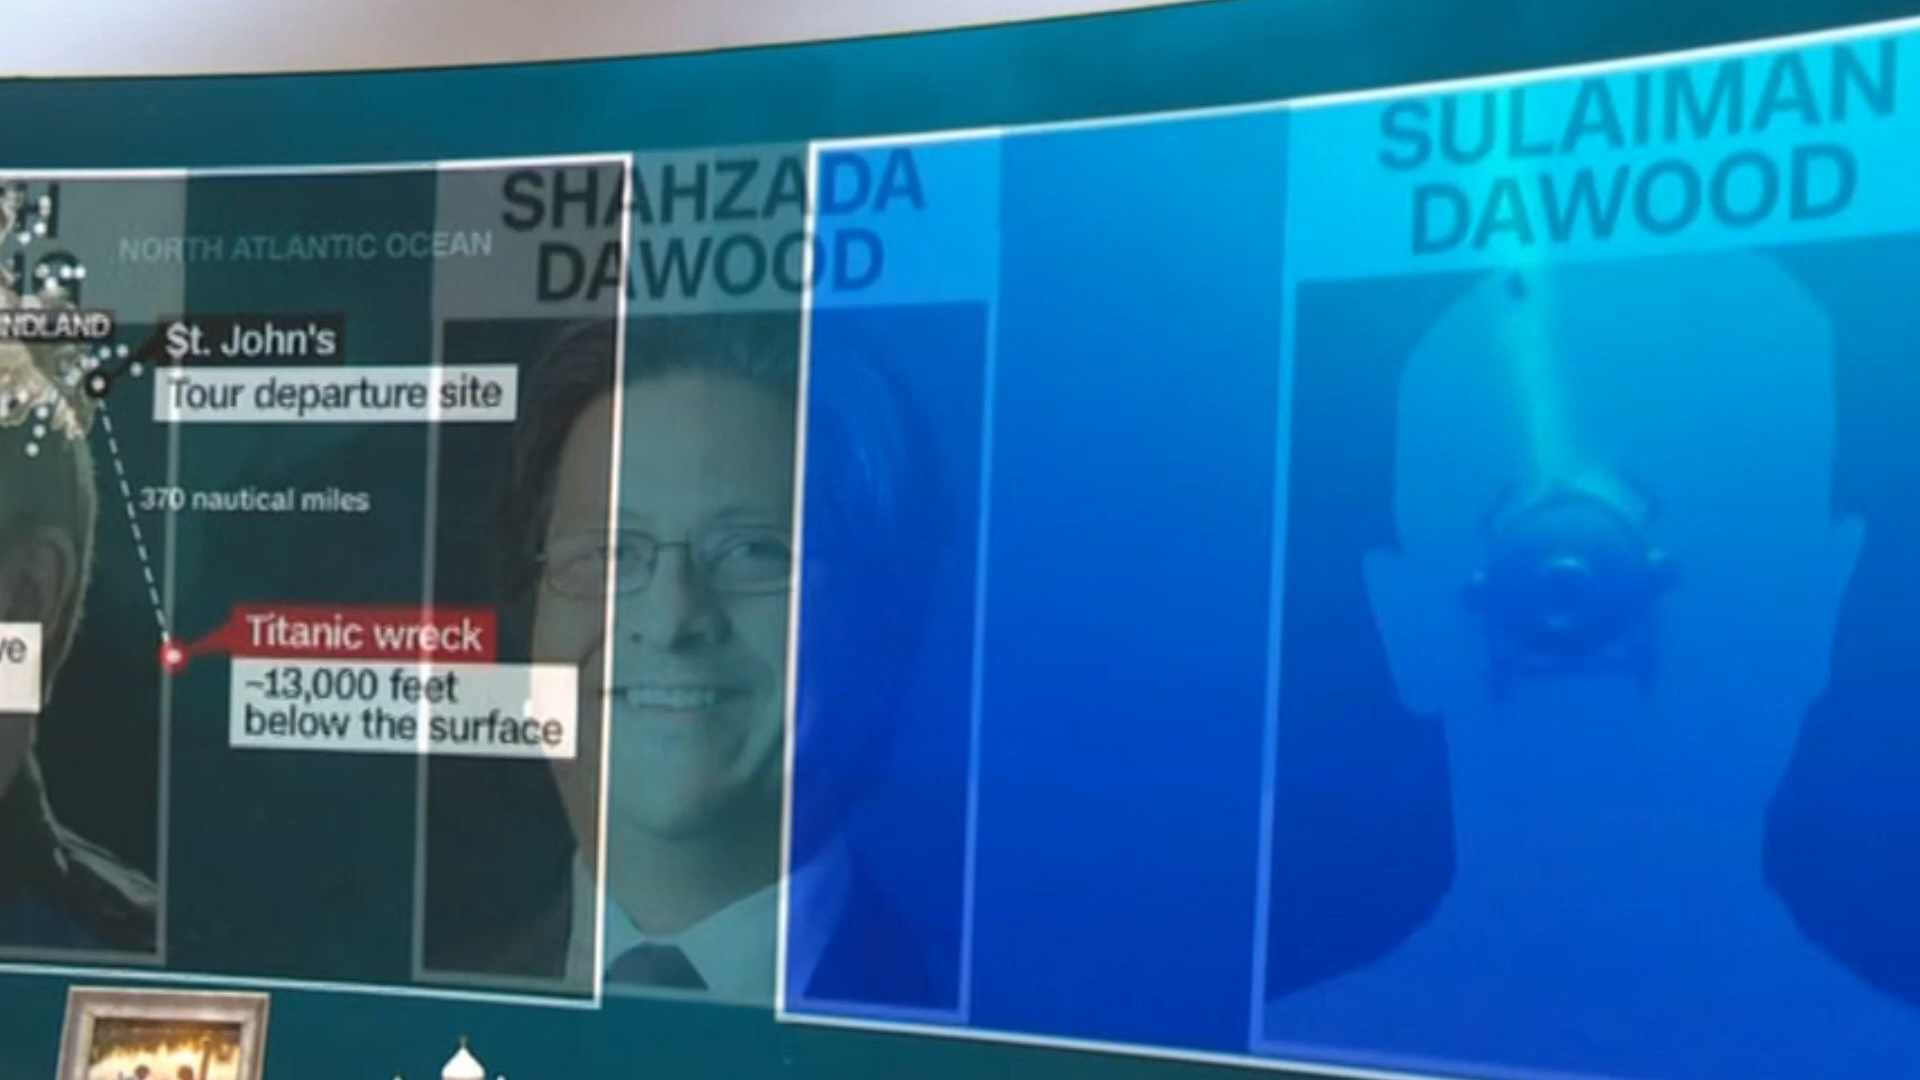 NORTH ATLANTIC OCEAN
St. John's
Tour departure site
370 nautical miles
Titanic wreck
~13,000 feet
below the surface
SHAHZADA
DAWOOD
SULAIMAN
DAWOOD